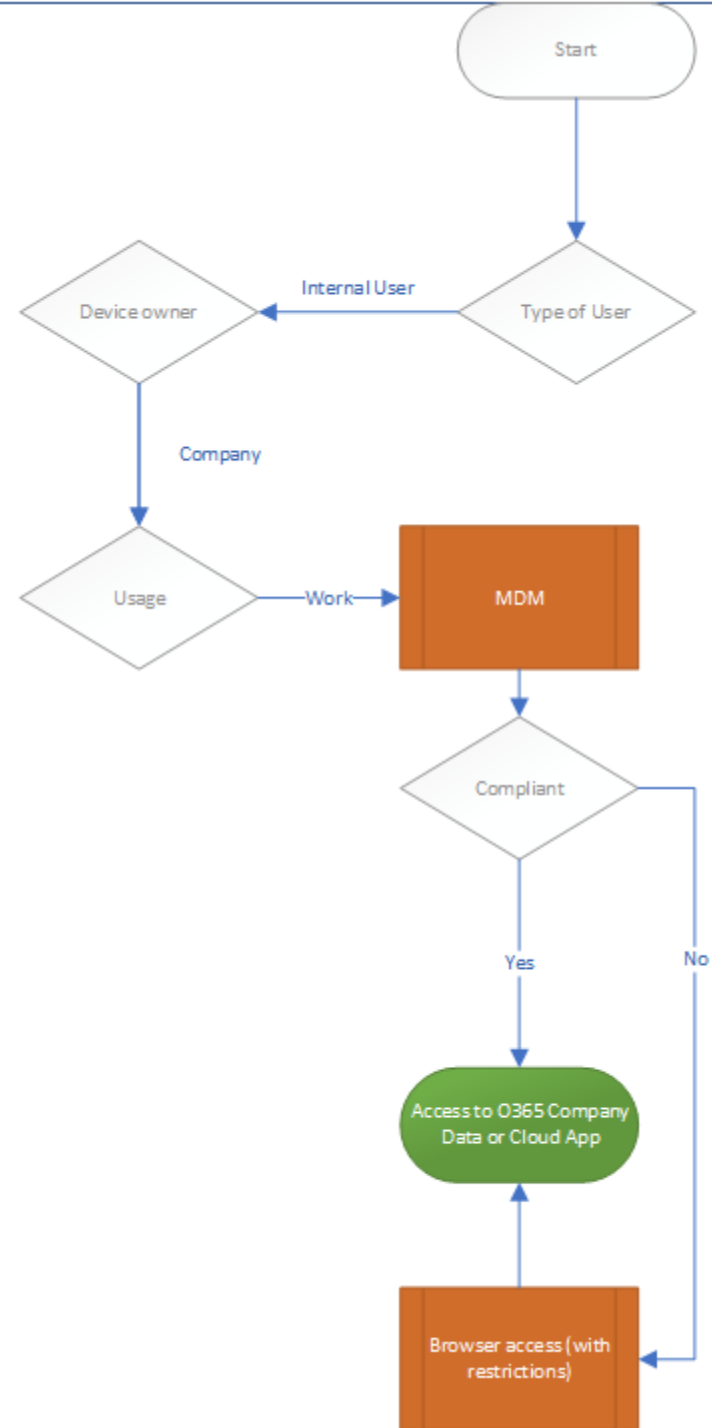 Start
Type of User
Internal User
Device owner
Company
Usage
Work
MDM
Compliant
Yes
No
Access to O365 Company
Data or Cloud App
Browser access (with
restrictions)